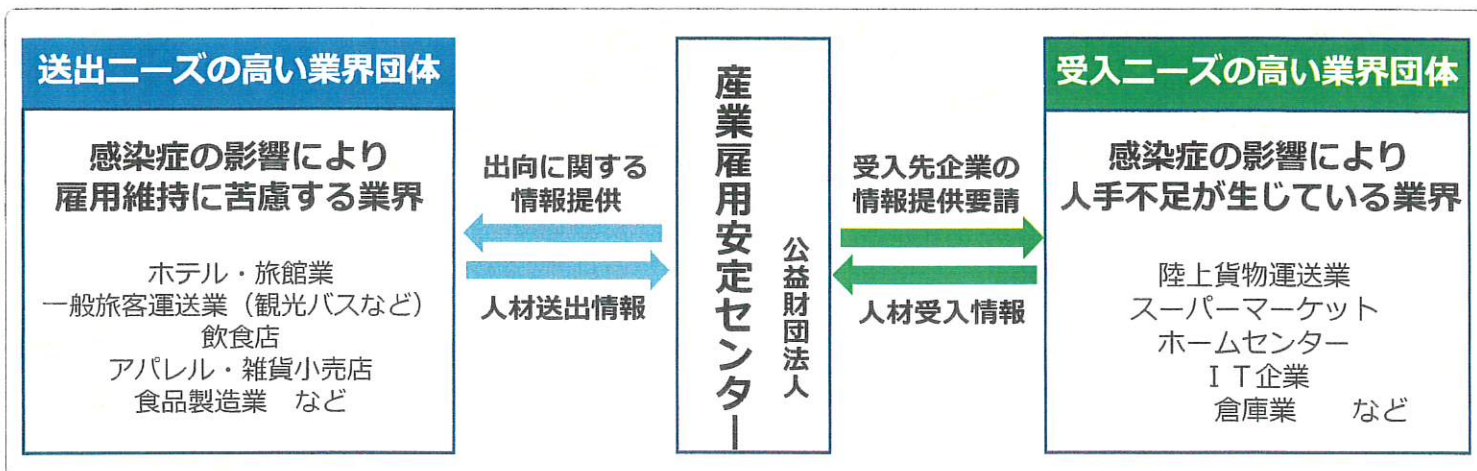 送出ニーズの高い業界団体
感染症の影響により
雇用維持に苦慮する業界
ホテル・旅館業
一般旅客運送業（観光バスなど）
飲食店
アパレル・雑貨小売店
食品製造業　など
出向に関する
情報提供
人材送出情報
公益財団法人
産業雇用安定センター
受入先企業の
情報提供要請
人材受入情報
受入ニーズの高い業界団体
感染症の影響により
人手不足が生じている業界
陸上貨物運送業
スーパーマーケット
ホームセンター
ＩＴ企業
倉庫業　　など